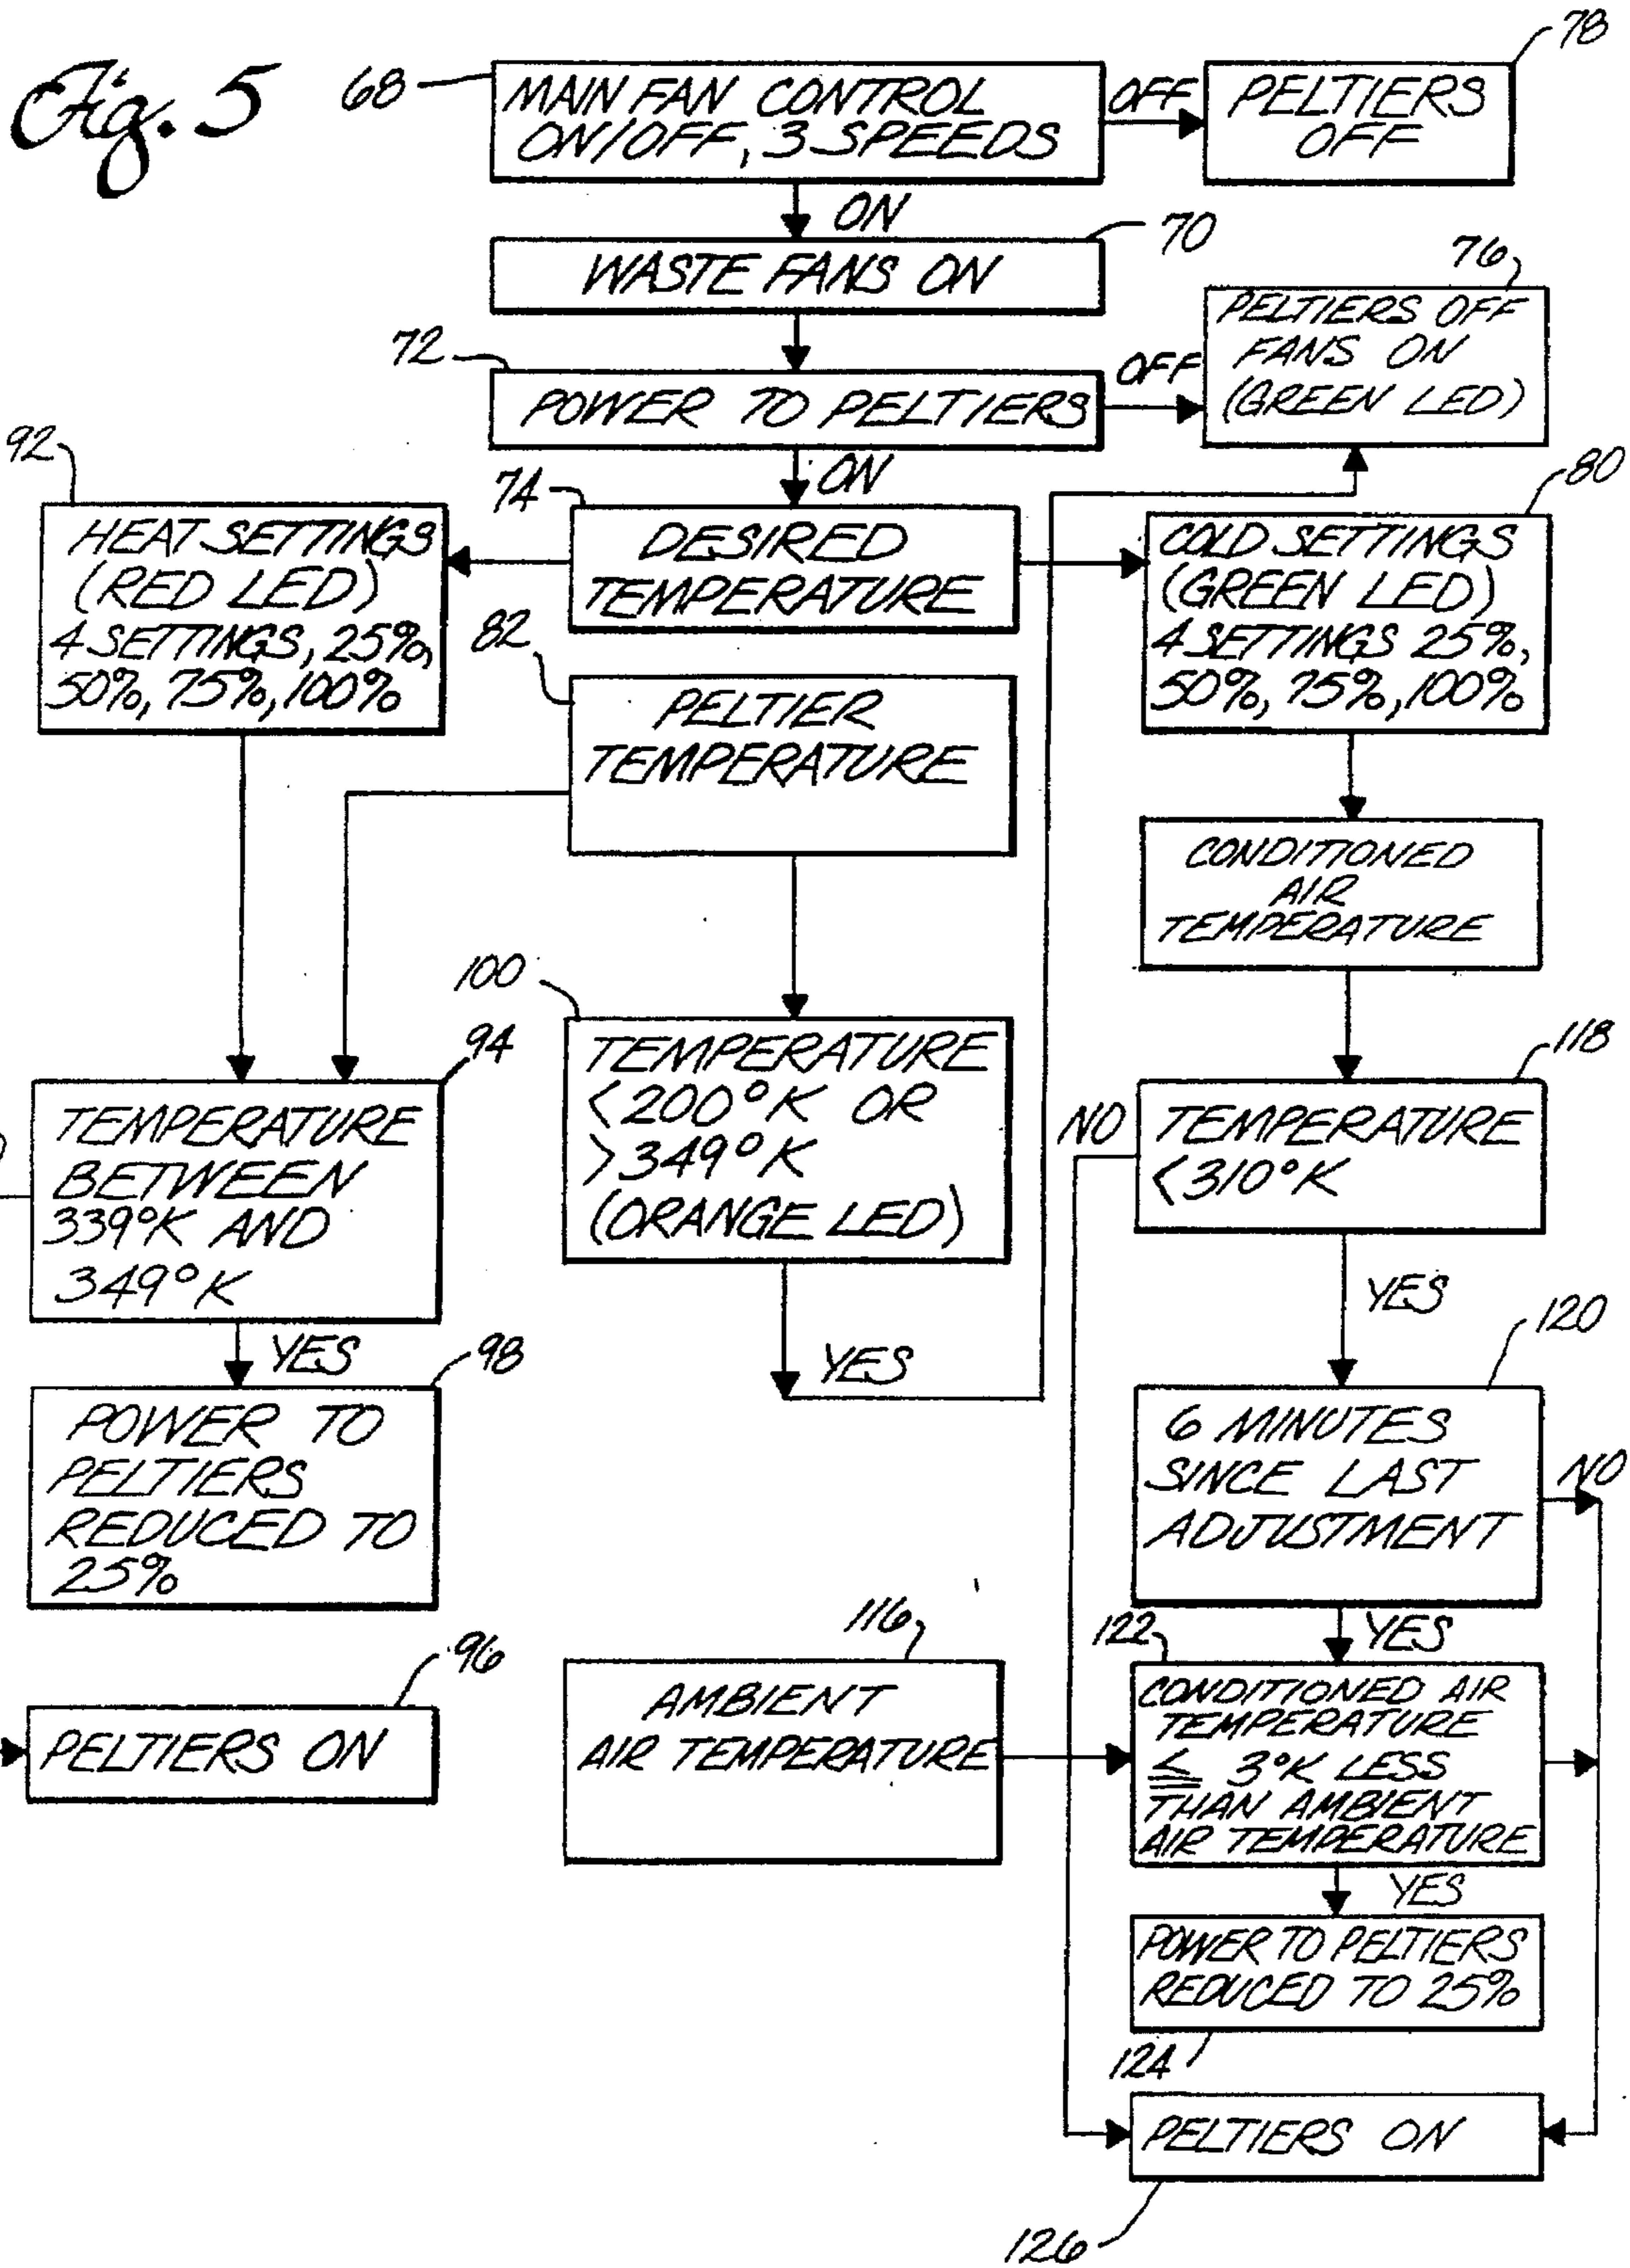 Fig. 5
68
MAIN FAN CONTROL
ON/OFF, 3 SPEEDS
OFF
78
PELTIERS
OFF
ON
70
WASTE FANS ON
76
PELTIERS OFF
FANS ON
(GREEN LED)
72
POWER TO PELTIERS
OFF
ON
92
HEAT SETTINGS
(RED LED)
4 SETTINGS, 25%,
50%, 75%, 100%
74
DESIRED
TEMPERATURE
80
COLD SETTINGS
(GREEN LED)
4 SETTINGS 25%,
50%, 75%, 100%
82
PELTIER
TEMPERATURE
CONDITIONED
AIR
TEMPERATURE
94
TEMPERATURE
BETWEEN
339°K AND
349°K
100
TEMPERATURE
<200°K OR
>349°K
(ORANGE LED)
118
NO
TEMPERATURE
<310°K
YES
YES
YES
98
POWER TO
PELTIERS
REDUCED TO
25%
120
6 MINUTES
SINCE LAST
ADJUSTMENT
NO
YES
96
PELTIERS ON
116
AMBIENT
AIR TEMPERATURE
122
CONDITIONED AIR
TEMPERATURE
≦ 3°K LESS
THAN AMBIENT
AIR TEMPERATURE
YES
POWER TO PELTIERS
REDUCED TO 25%
124
PELTIERS ON
126